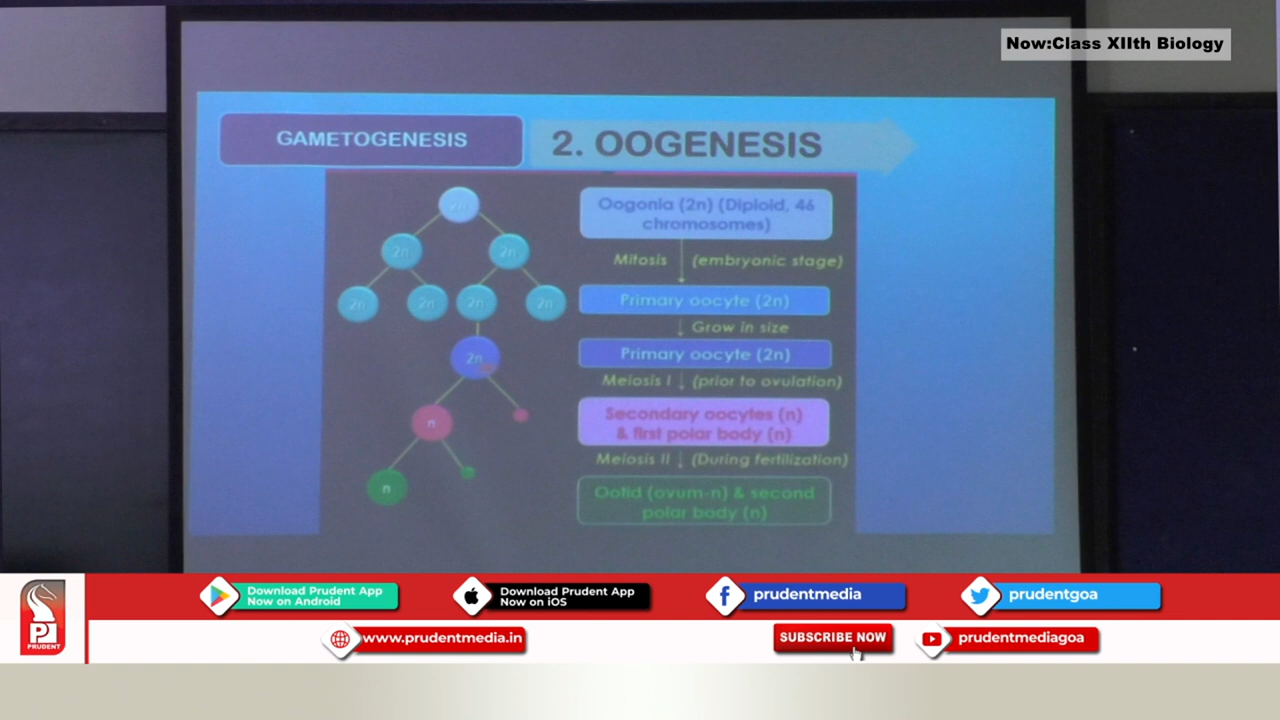 Now:Class XIIth Biology
GAMETOGENESIS
2. OOGENESIS
2n
2n 2n
2n 2n 2n 2n
2n
n
n
Oogonia (2n) (Diploid, 46
chromosomes)
Mitosis (embryonic stage)
Primary oocyte (2n)
Grow in size
Primary oocyte (2n)
Meiosis I (prior to ovulation)
Secondary oocytes (n)
& first polar body (n)
Meiosis II (During fertilization)
Ootid (ovum-n) & second
polar body (n)
PRUDENT
Download Prudent App
Now on Android
Download Prudent App
Now on iOS
prudentmedia
prudentgoa
www.prudentmedia.in
SUBSCRIBE NOW
prudentmediagoa